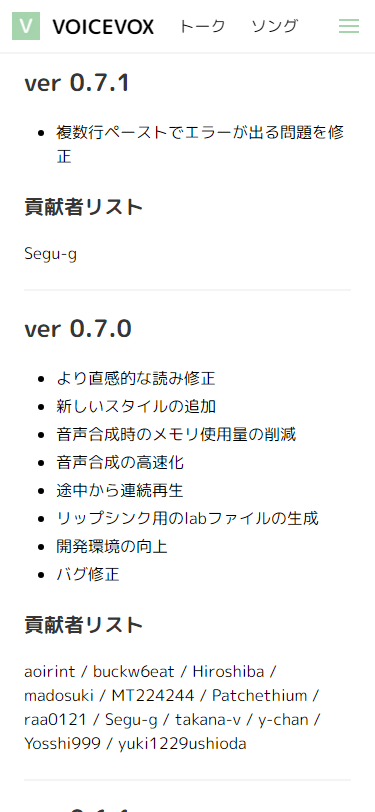 V VOICEVOX トーク ソング
ver 0.7.1
複数行ペーストでエラーが出る問題を修
正
貢献者リスト
Segu-g
ver 0.7.0
より直感的な読み修正
新しいスタイルの追加
音声合成時のメモリ使用量の削減
音声合成の高速化
途中から連続再生
リップシンク用のlabファイルの生成
開発環境の向上
バグ修正
貢献者リスト
aoirint / buckw6eat / Hiroshiba /
madosuki / MT224244 / Patchethium /
raa0121 / Segu-g / takana-v / y-chan /
Yosshi999 / yuki1229ushioda